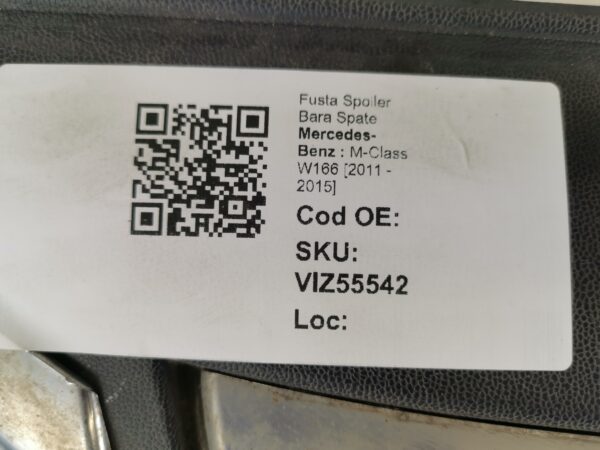 Fusta Spoiler
Bara Spate
Mercedes-
Benz : M-Class
W166 [2011 -
2015]
Cod OE:
SKU:
VIZ55542
Loc: